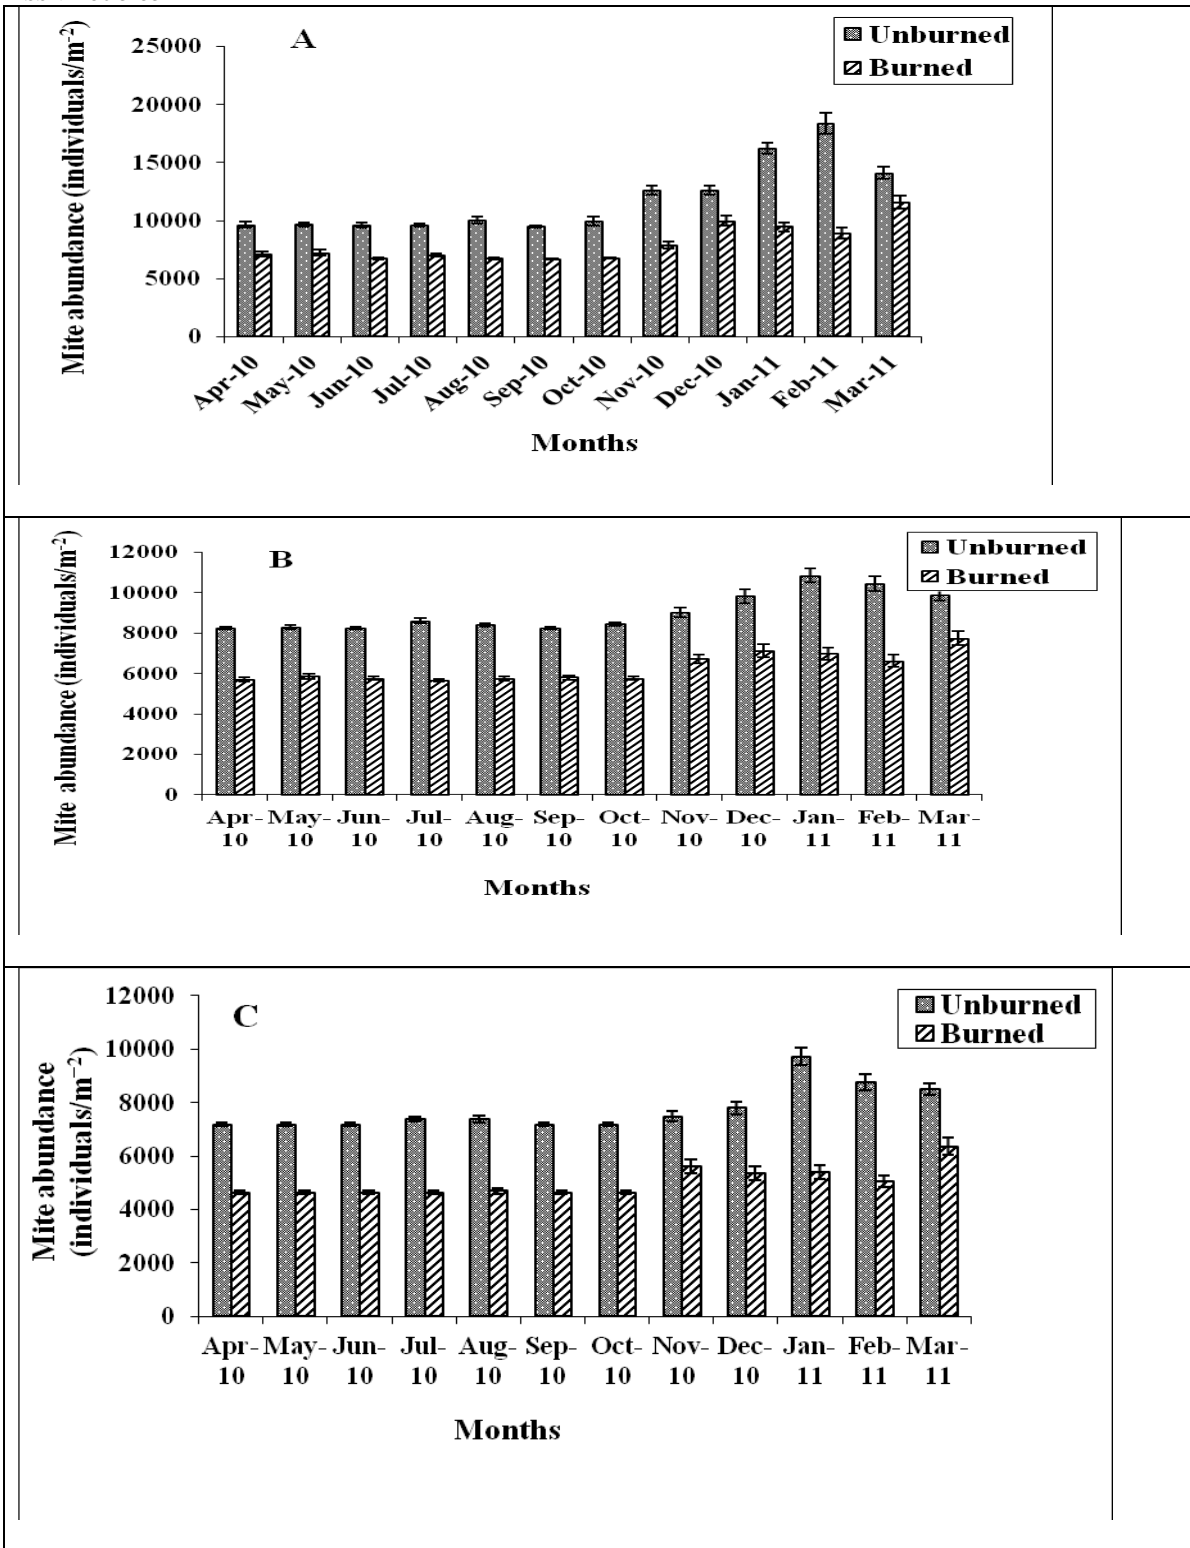 A
Unburned
Burned
Mite abundance (individuals/m-2)
25000
20000
15000
10000
5000
0
Apr-10 May-10 Jun-10 Jul-10 Aug-10 Sep-10 Oct-10 Nov-10 Dec-10 Jan-11 Feb-11 Mar-11
Months
B
Unburned
Burned
Mite abundance (individuals/m-2)
12000
10000
8000
6000
4000
2000
0
Apr- May- Jun- Jul- Aug- Sep- Oct- Nov- Dec- Jan- Feb- Mar-
10 10 10 10 10 10 10 10 10 11 11 11
Months
C
Unburned
Burned
Mite abundance
(individuals/m−2)
12000
10000
8000
6000
4000
2000
0
Apr- May- Jun- Jul- Aug- Sep- Oct- Nov- Dec- Jan- Feb- Mar-
10 10 10 10 10 10 10 10 10 11 11 11
Months